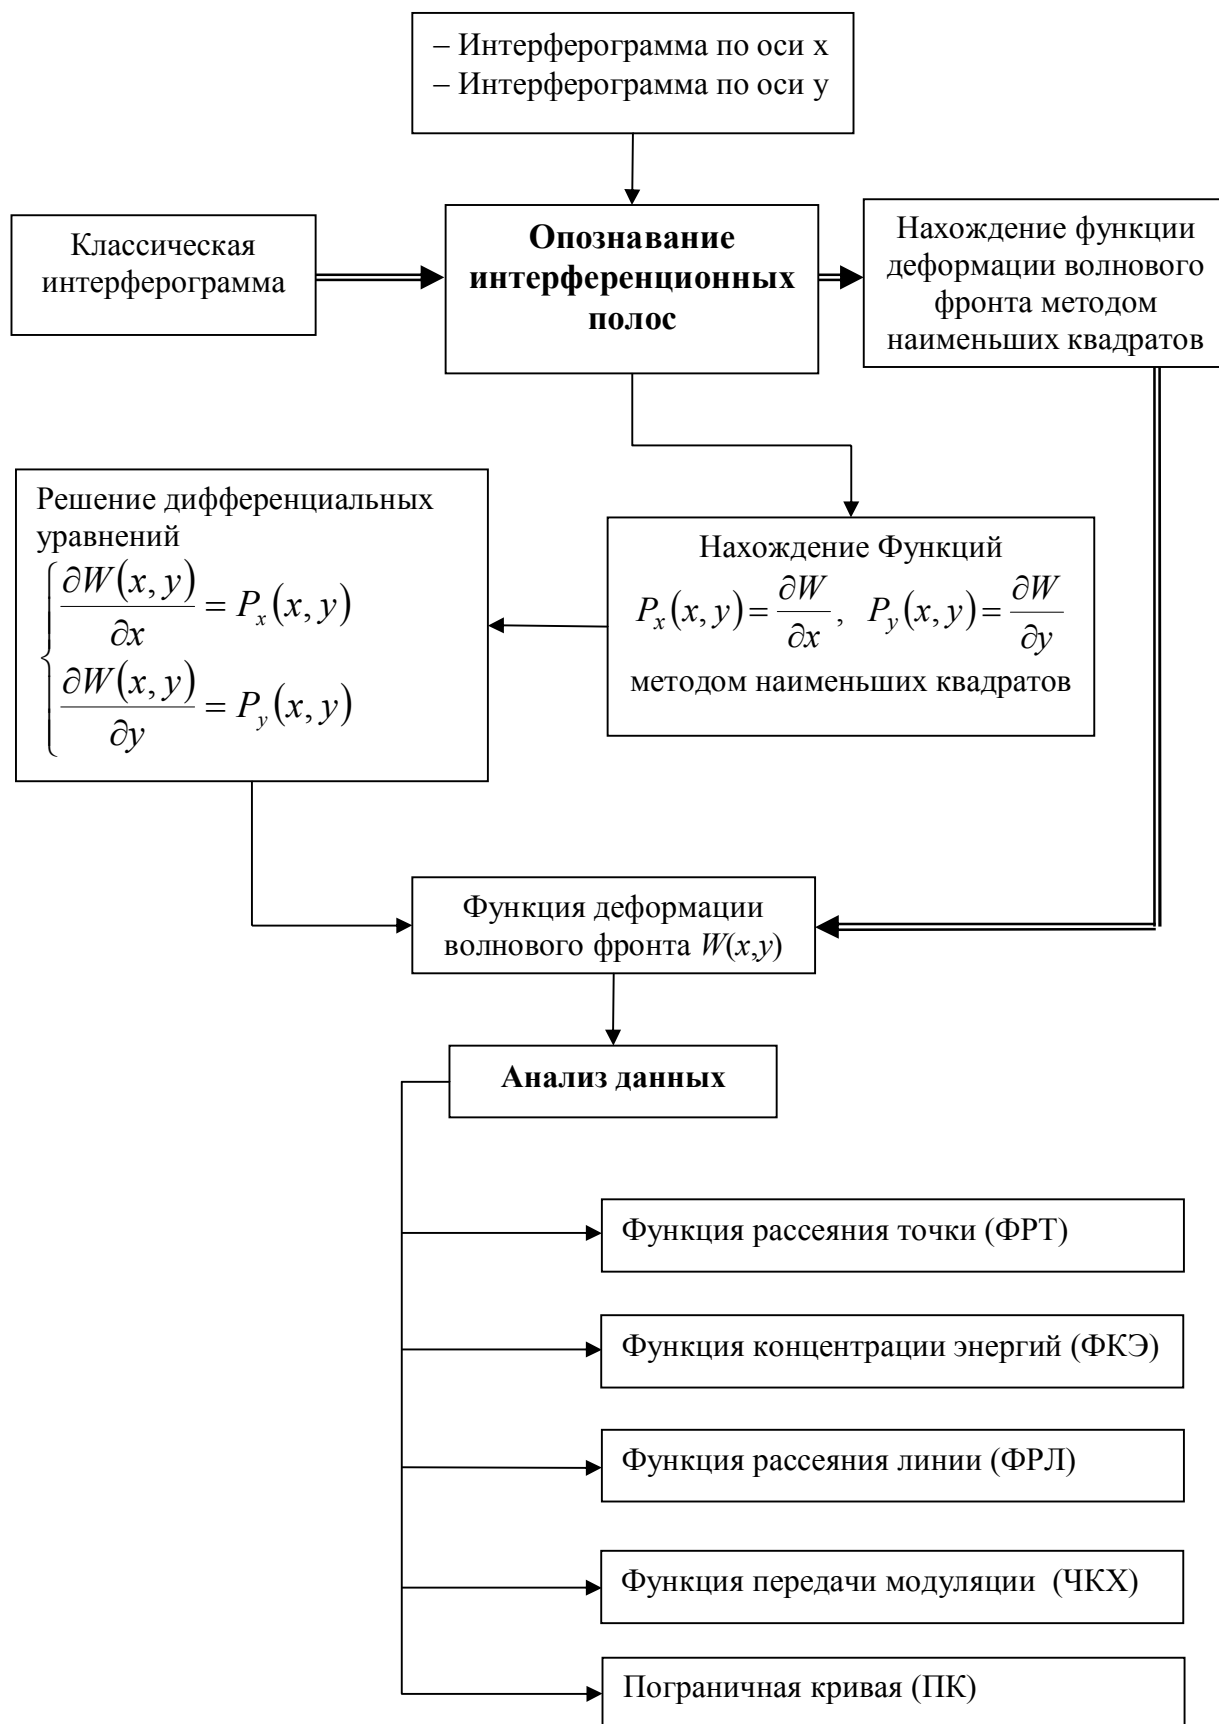 – Интерферограмма по оси x
– Интерферограмма по оси y
Классическая
интерферограмма
Опознавание
интерференционных
полос
Нахождение функции
деформации волнового
фронта методом
наименьших квадратов
Решение дифференциальных
уравнений
∂W(x, y)/∂x = P_x(x, y)
∂W(x, y)/∂y = P_y(x, y)
Нахождение Функций
P_x(x, y) = ∂W/∂x, P_y(x, y) = ∂W/∂y
методом наименьших квадратов
Функция деформации
волнового фронта W(x,y)
Анализ данных
Функция рассеяния точки (ФРТ)
Функция концентрации энергий (ФКЭ)
Функция рассеяния линии (ФРЛ)
Функция передачи модуляции (ЧКХ)
Пограничная кривая (ПК)